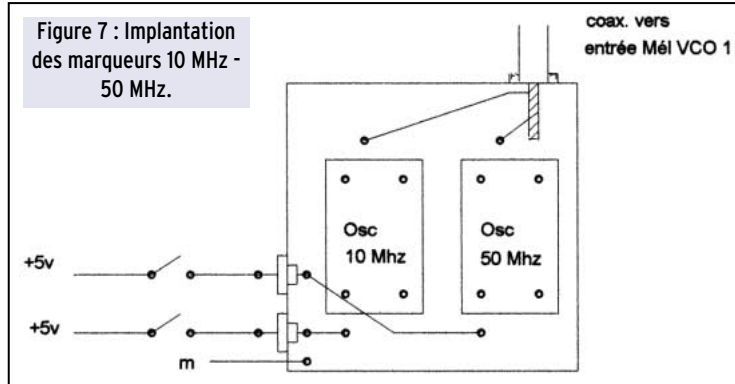 Figure 7 : Implantation
des marqueurs 10 MHz -
50 MHz.
coax. vers
entrée Mél VCO 1
Osc
10 Mhz
Osc
50 Mhz
+5v
+5v
m